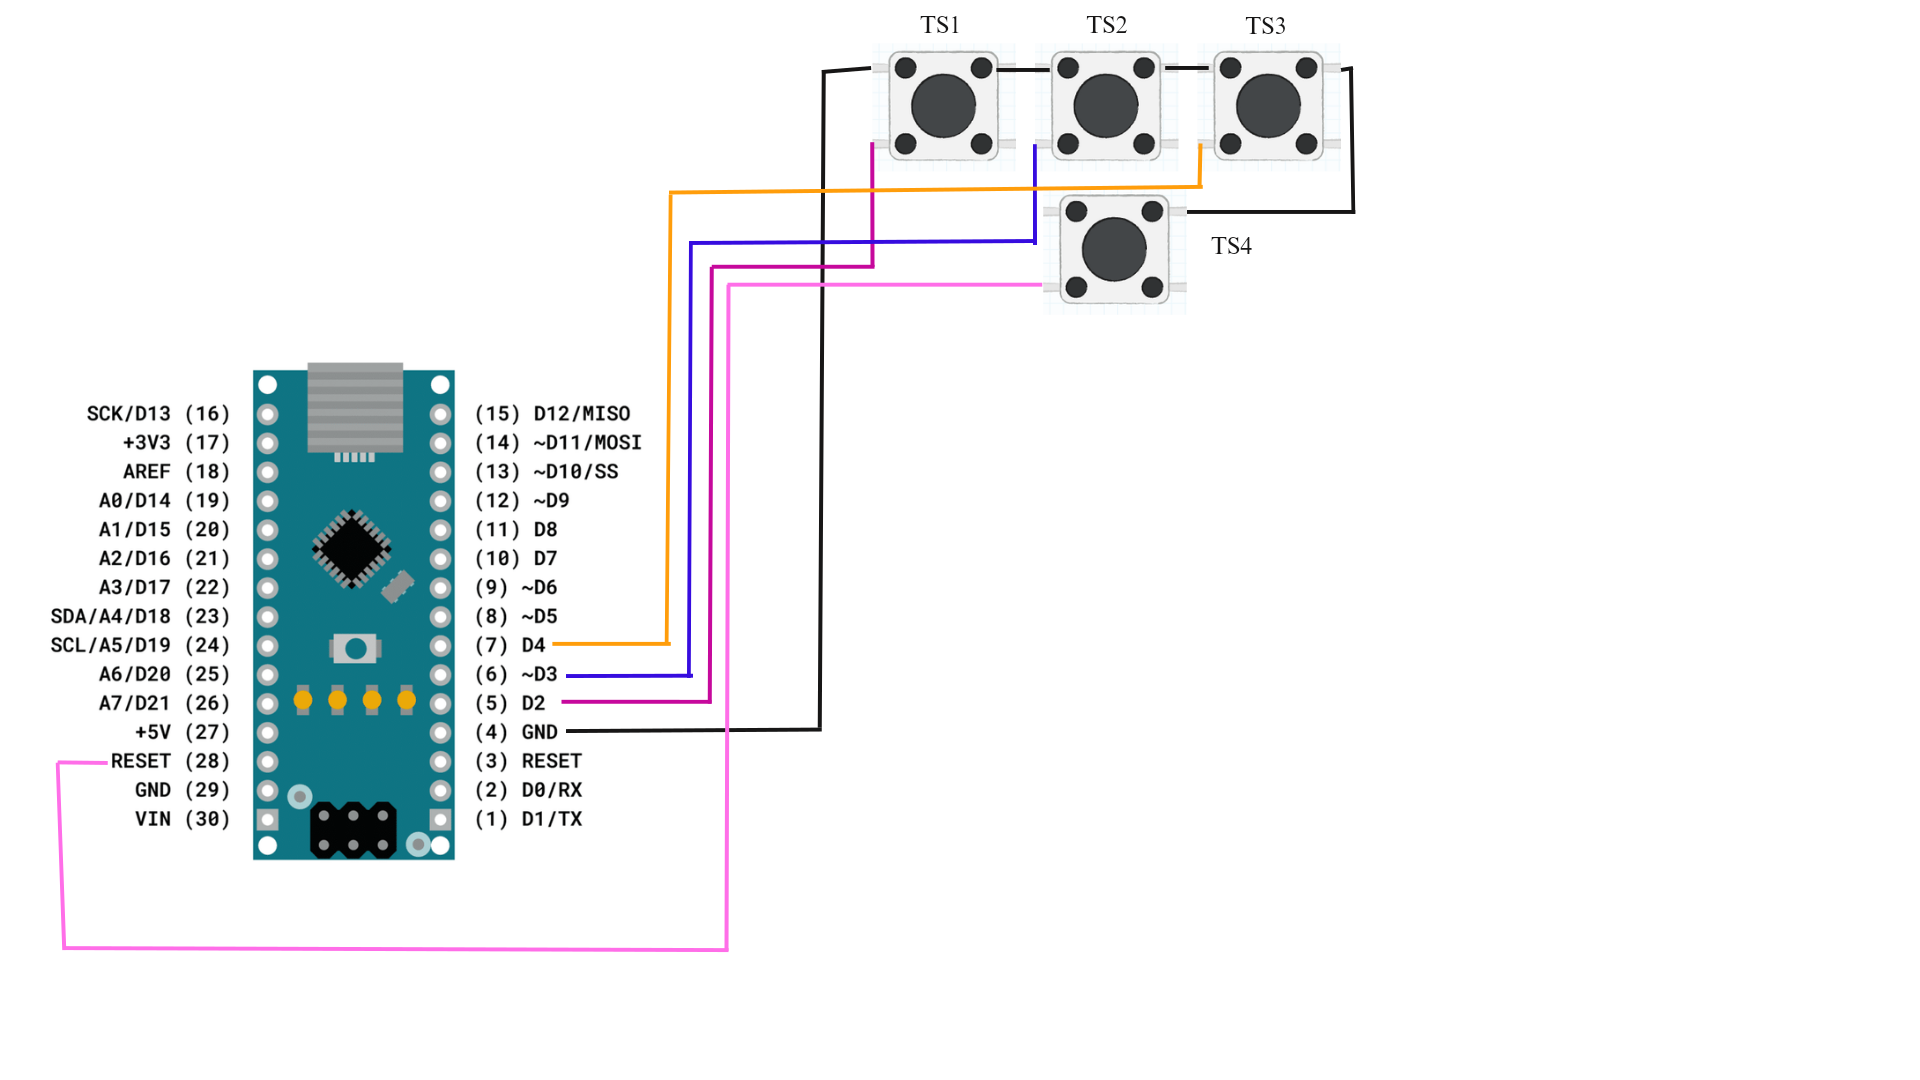 TS1
TS2
TS3
TS4
SCK/D13 (16)
+3V3 (17)
AREF (18)
A0/D14 (19)
A1/D15 (20)
A2/D16 (21)
A3/D17 (22)
SDA/A4/D18 (23)
SCL/A5/D19 (24)
A6/D20 (25)
A7/D21 (26)
+5V (27)
RESET (28)
GND (29)
VIN (30)
(15) D12/MISO
(14) ~D11/MOSI
(13) ~D10/SS
(12) ~D9
(11) D8
(10) D7
(9) ~D6
(8) ~D5
(7) D4
(6) ~D3
(5) D2
(4) GND
(3) RESET
(2) D0/RX
(1) D1/TX